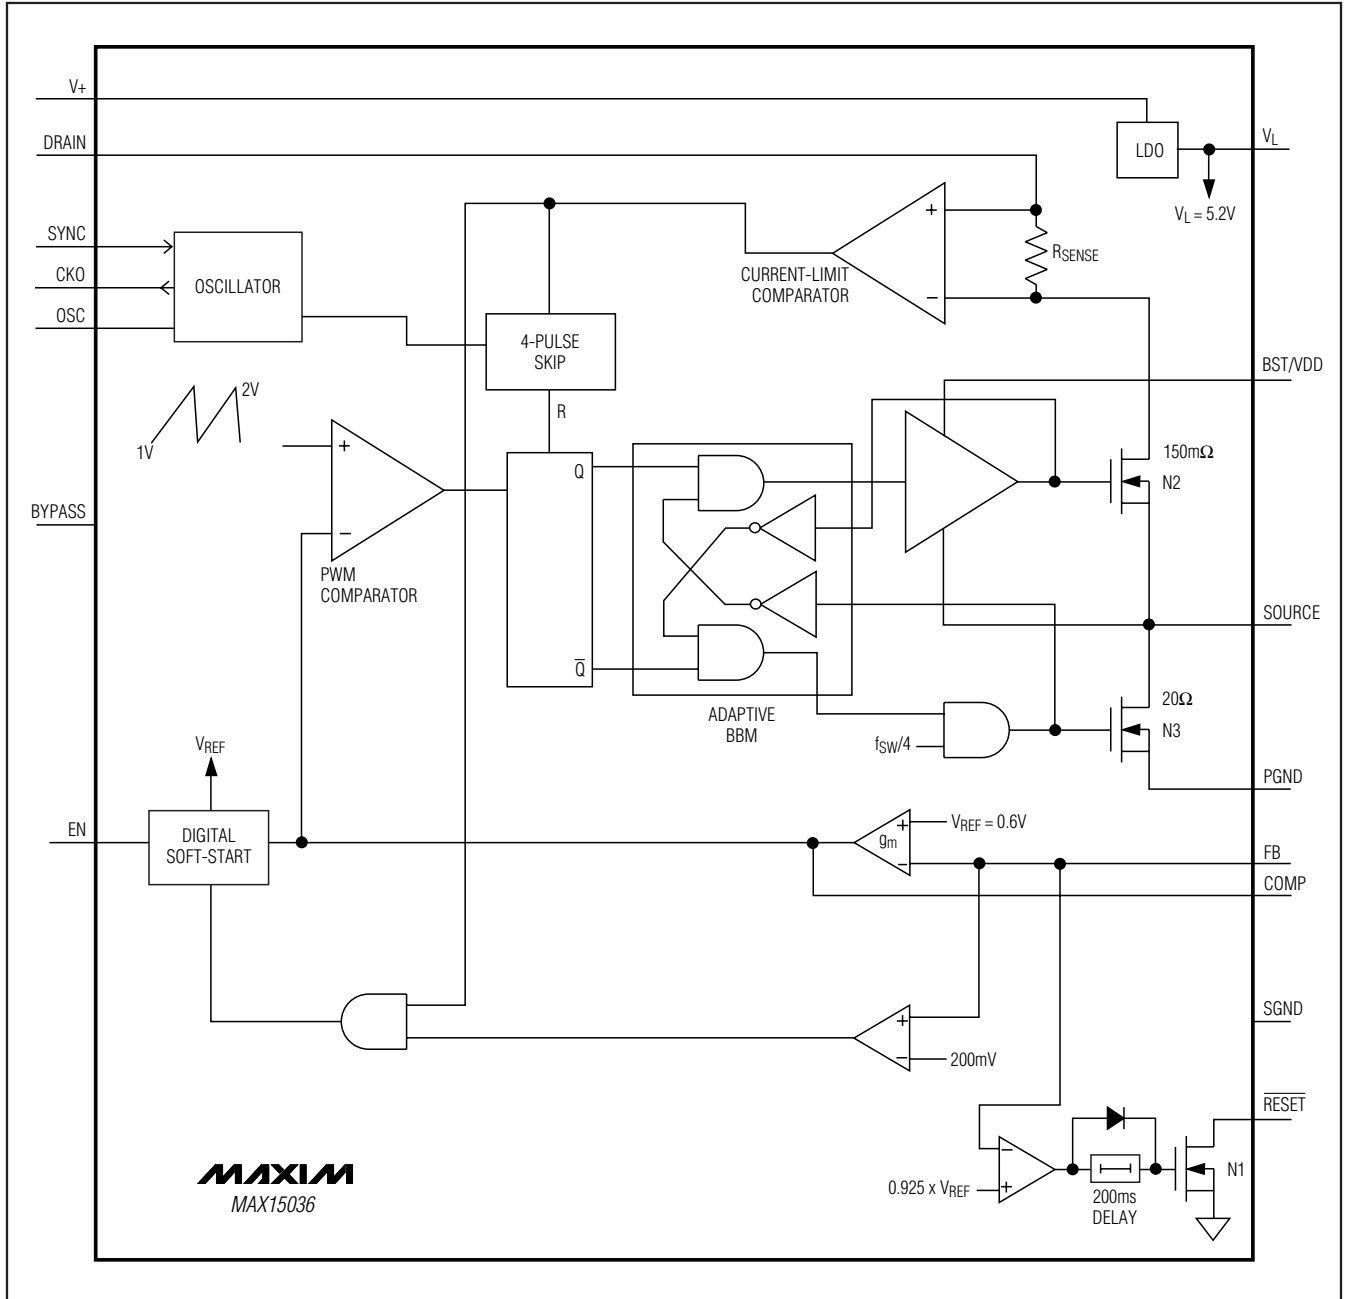 V+
DRAIN
LDO
VL
VL = 5.2V
SYNC
CKO
OSC
OSCILLATOR
+
−
CURRENT-LIMIT
COMPARATOR
RSENSE
4-PULSE
SKIP
R
1V
2V
BYPASS
+
−
PWM
COMPARATOR
Q
Q̅
ADAPTIVE
BBM
BST/VDD
150mΩ
N2
SOURCE
20Ω
N3
fSW/4
PGND
VREF
EN
DIGITAL
SOFT-START
gm
+
−
VREF = 0.6V
FB
COMP
+
−
200mV
SGND
R̅E̅S̅E̅T̅
−
+
0.925 x VREF
200ms
DELAY
N1
MAXIM
MAX15036